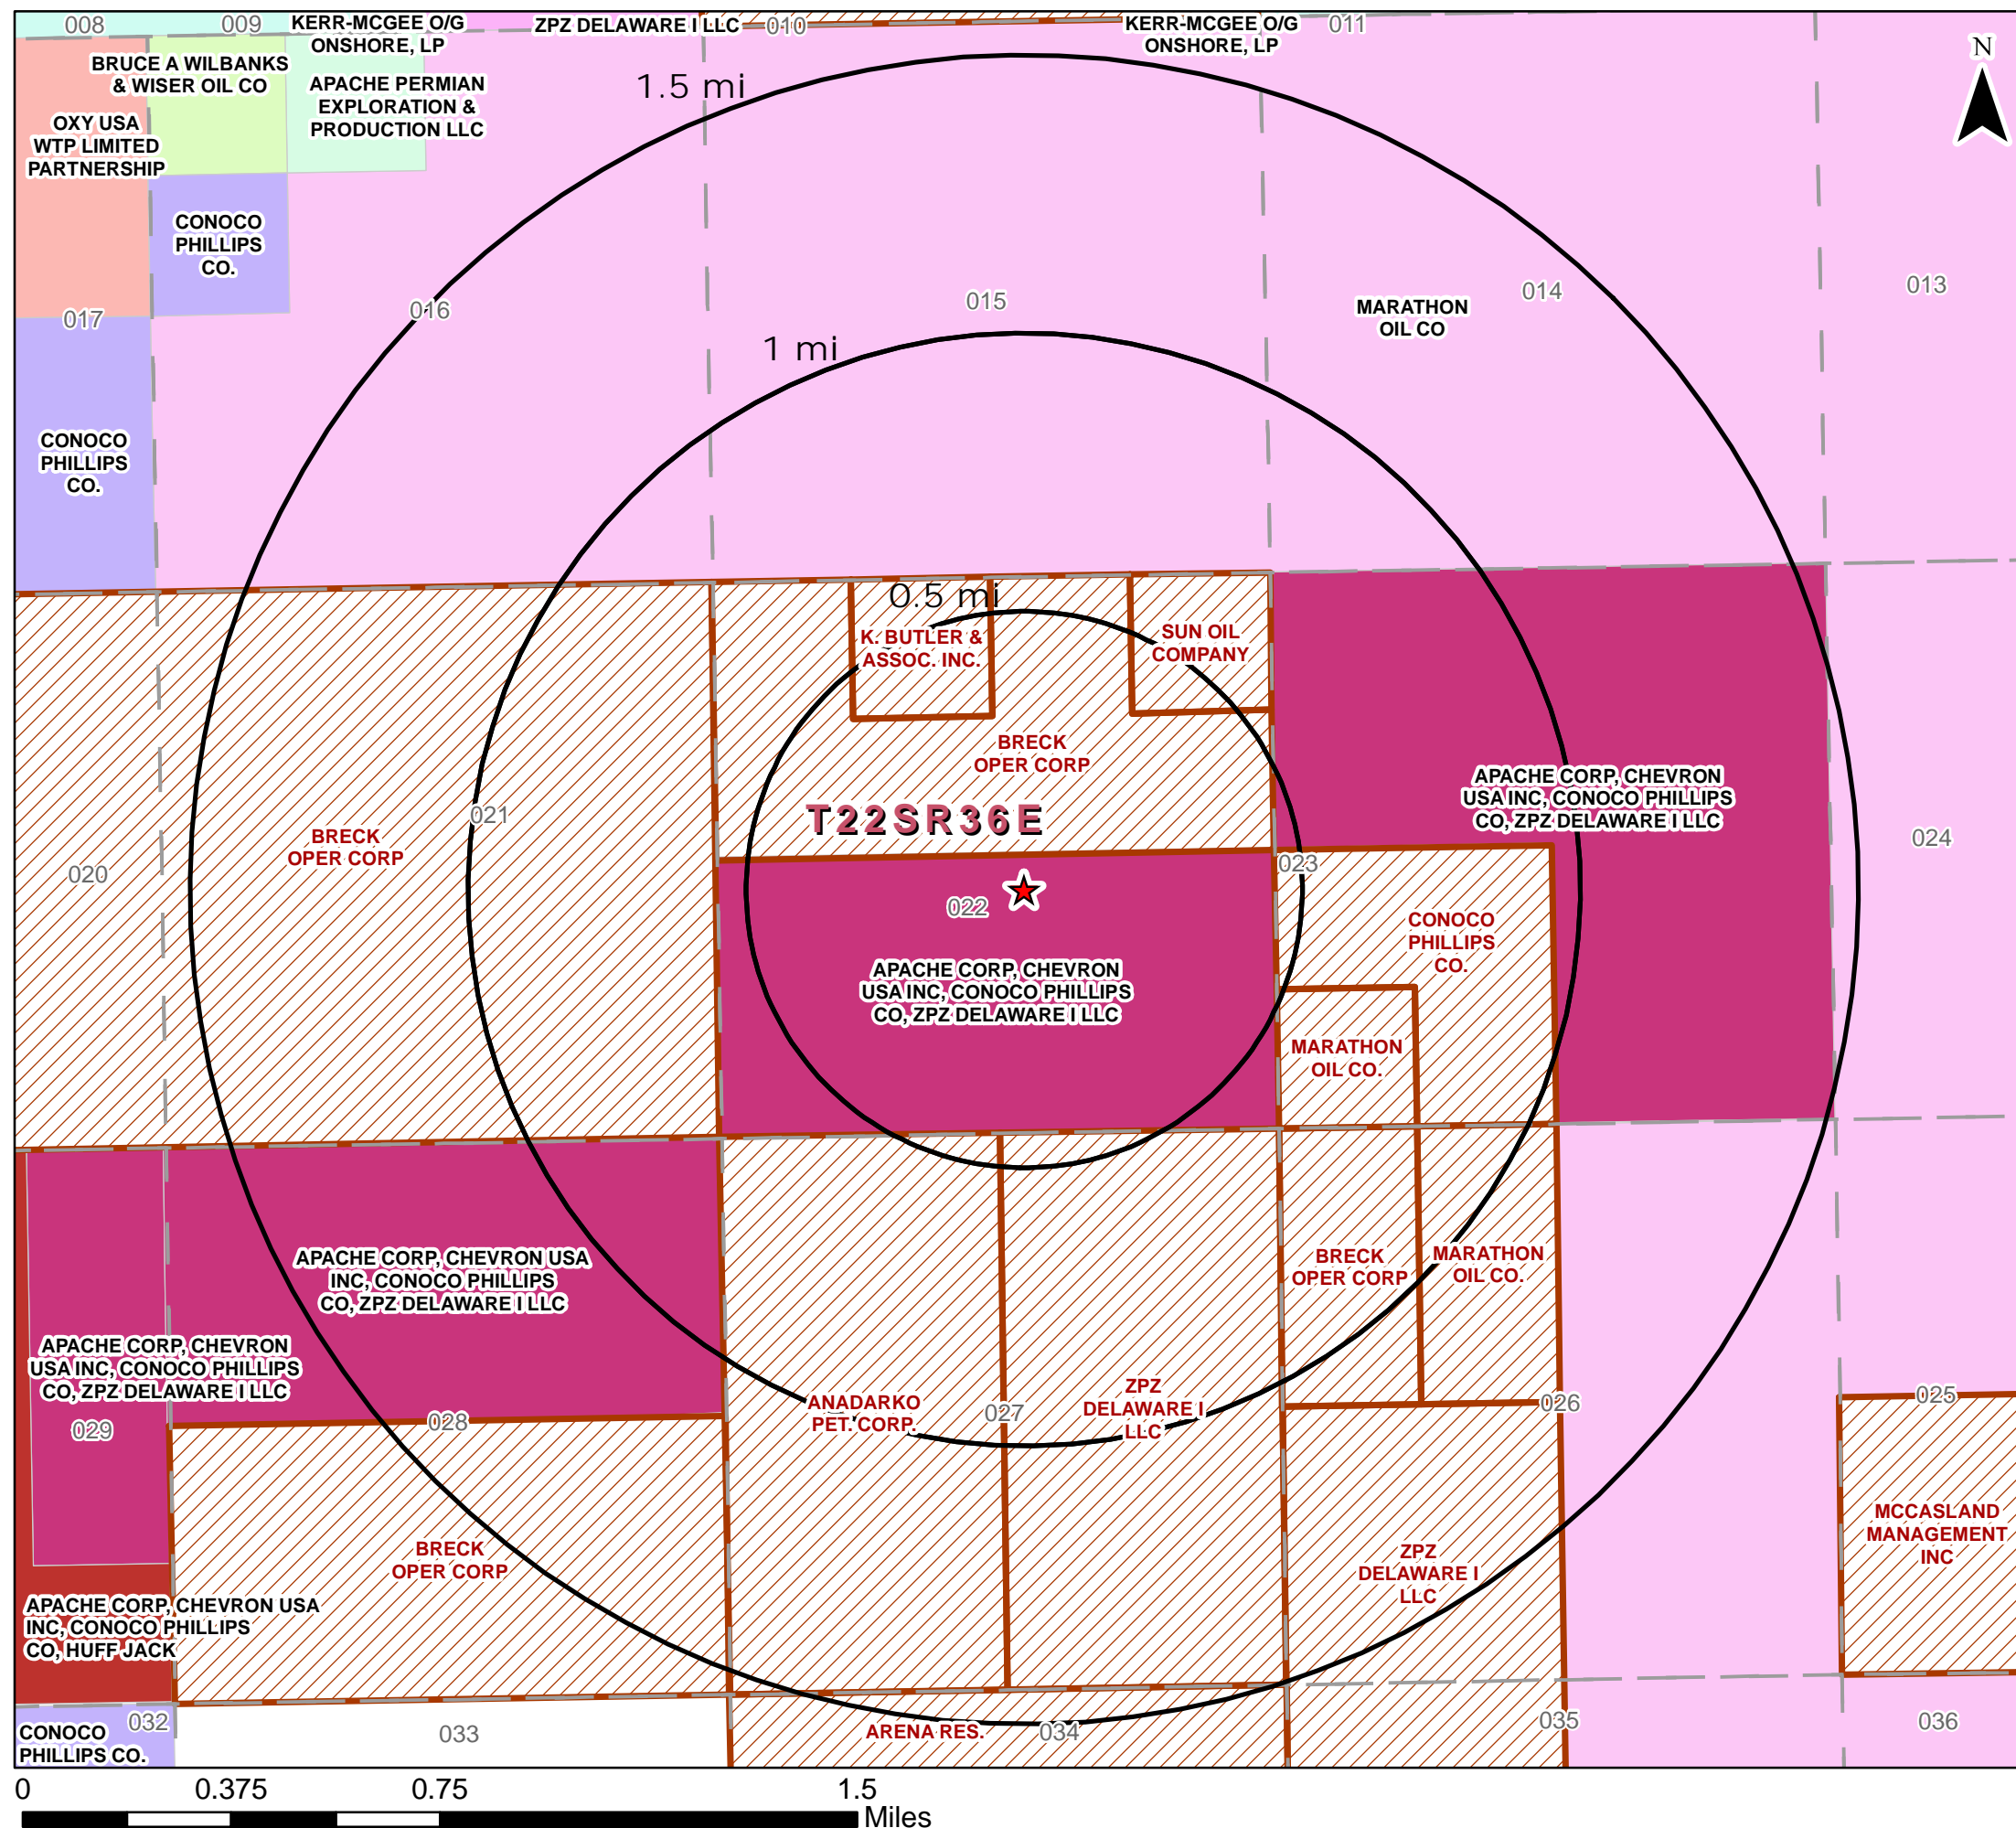 008
009
KERR-MCGEE O/G
ONSHORE, LP
ZPZ DELAWARE I LLC
010
KERR-MCGEE O/G
ONSHORE, LP
011
N
BRUCE A WILBANKS
& WISER OIL CO
APACHE PERMIAN
EXPLORATION &
PRODUCTION LLC
1.5 mi
OXY USA
WTP LIMITED
PARTNERSHIP
CONOCO
PHILLIPS
CO.
017
016
015
MARATHON
OIL CO
014
013
1 mi
CONOCO
PHILLIPS
CO.
0.5 mi
K. BUTLER &
ASSOC. INC.
SUN OIL
COMPANY
BRECK
OPER CORP
T22SR36E
APACHE CORP, CHEVRON
USA INC, CONOCO PHILLIPS
CO, ZPZ DELAWARE I LLC
021
BRECK
OPER CORP
020
023
024
022
CONOCO
PHILLIPS
CO.
APACHE CORP, CHEVRON
USA INC, CONOCO PHILLIPS
CO, ZPZ DELAWARE I LLC
MARATHON
OIL CO.
APACHE CORP, CHEVRON USA
INC, CONOCO PHILLIPS
CO, ZPZ DELAWARE I LLC
BRECK
OPER CORP
MARATHON
OIL CO.
APACHE CORP, CHEVRON
USA INC, CONOCO PHILLIPS
CO, ZPZ DELAWARE I LLC
029
028
ANADARKO
PET. CORP.
027
ZPZ
DELAWARE I
LLC
026
025
BRECK
OPER CORP
ZPZ
DELAWARE I
LLC
MCCASLAND
MANAGEMENT
INC
APACHE CORP, CHEVRON USA
INC, CONOCO PHILLIPS
CO, HUFF JACK
CONOCO
PHILLIPS CO.
032
033
ARENA RES.
034
035
036
0
0.375
0.75
1.5
Miles